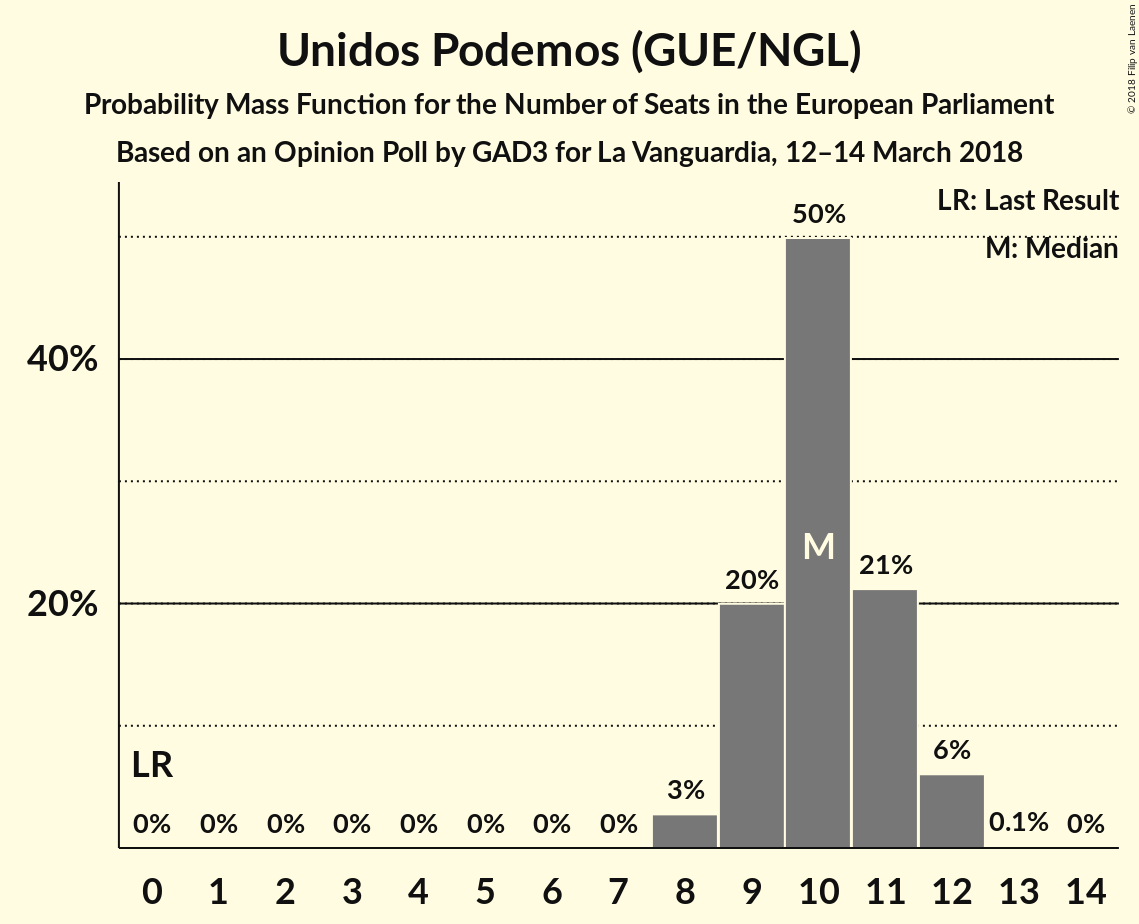 Unidos Podemos (GUE/NGL)
Probability Mass Function for the Number of Seats in the European Parliament
Based on an Opinion Poll by GAD3 for La Vanguardia, 12–14 March 2018
© 2018 Filip van Laenen
LR: Last Result
M: Median
50%
40%
M
20%
21%
20%
LR
6%
3%
0% 0% 0% 0% 0% 0% 0% 0% 0.1% 0%
0 1 2 3 4 5 6 7 8 9 10 11 12 13 14